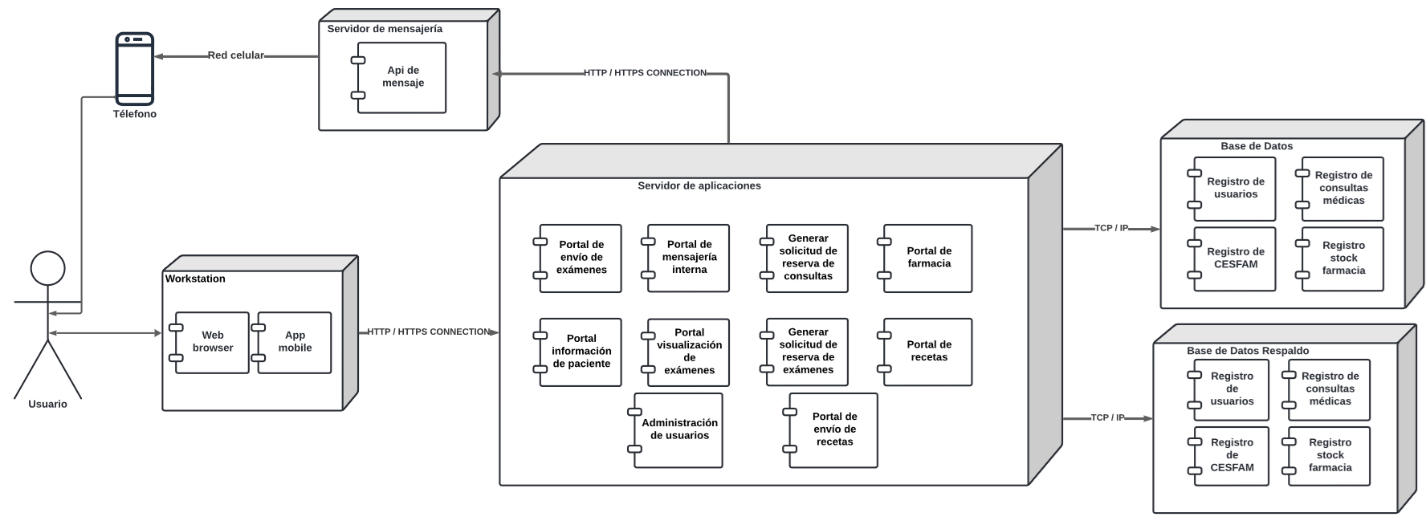 Servidor de mensajería
Api de
mensaje
Red celular
Télefono
HTTP / HTTPS CONNECTION
Usuario
Workstation
Web
browser
App
mobile
HTTP / HTTPS CONNECTION
Servidor de aplicaciones
Portal de
envío de
exámenes
Portal de
mensajería
interna
Generar
solicitud de
reserva de
consultas
Portal de
farmacia
Portal
información
de paciente
Portal
visualización
de
exámenes
Generar
solicitud de
reserva de
exámenes
Portal de
recetas
Administración
de usuarios
Portal de
envío de
recetas
TCP / IP
Base de Datos
Registro de
usuarios
Registro de
consultas
médicas
Registro de
CESFAM
Registro
stock
farmacia
TCP / IP
Base de Datos Respaldo
Registro
de
usuarios
Registro de
consultas
médicas
Registro
de
CESFAM
Registro
stock
farmacia